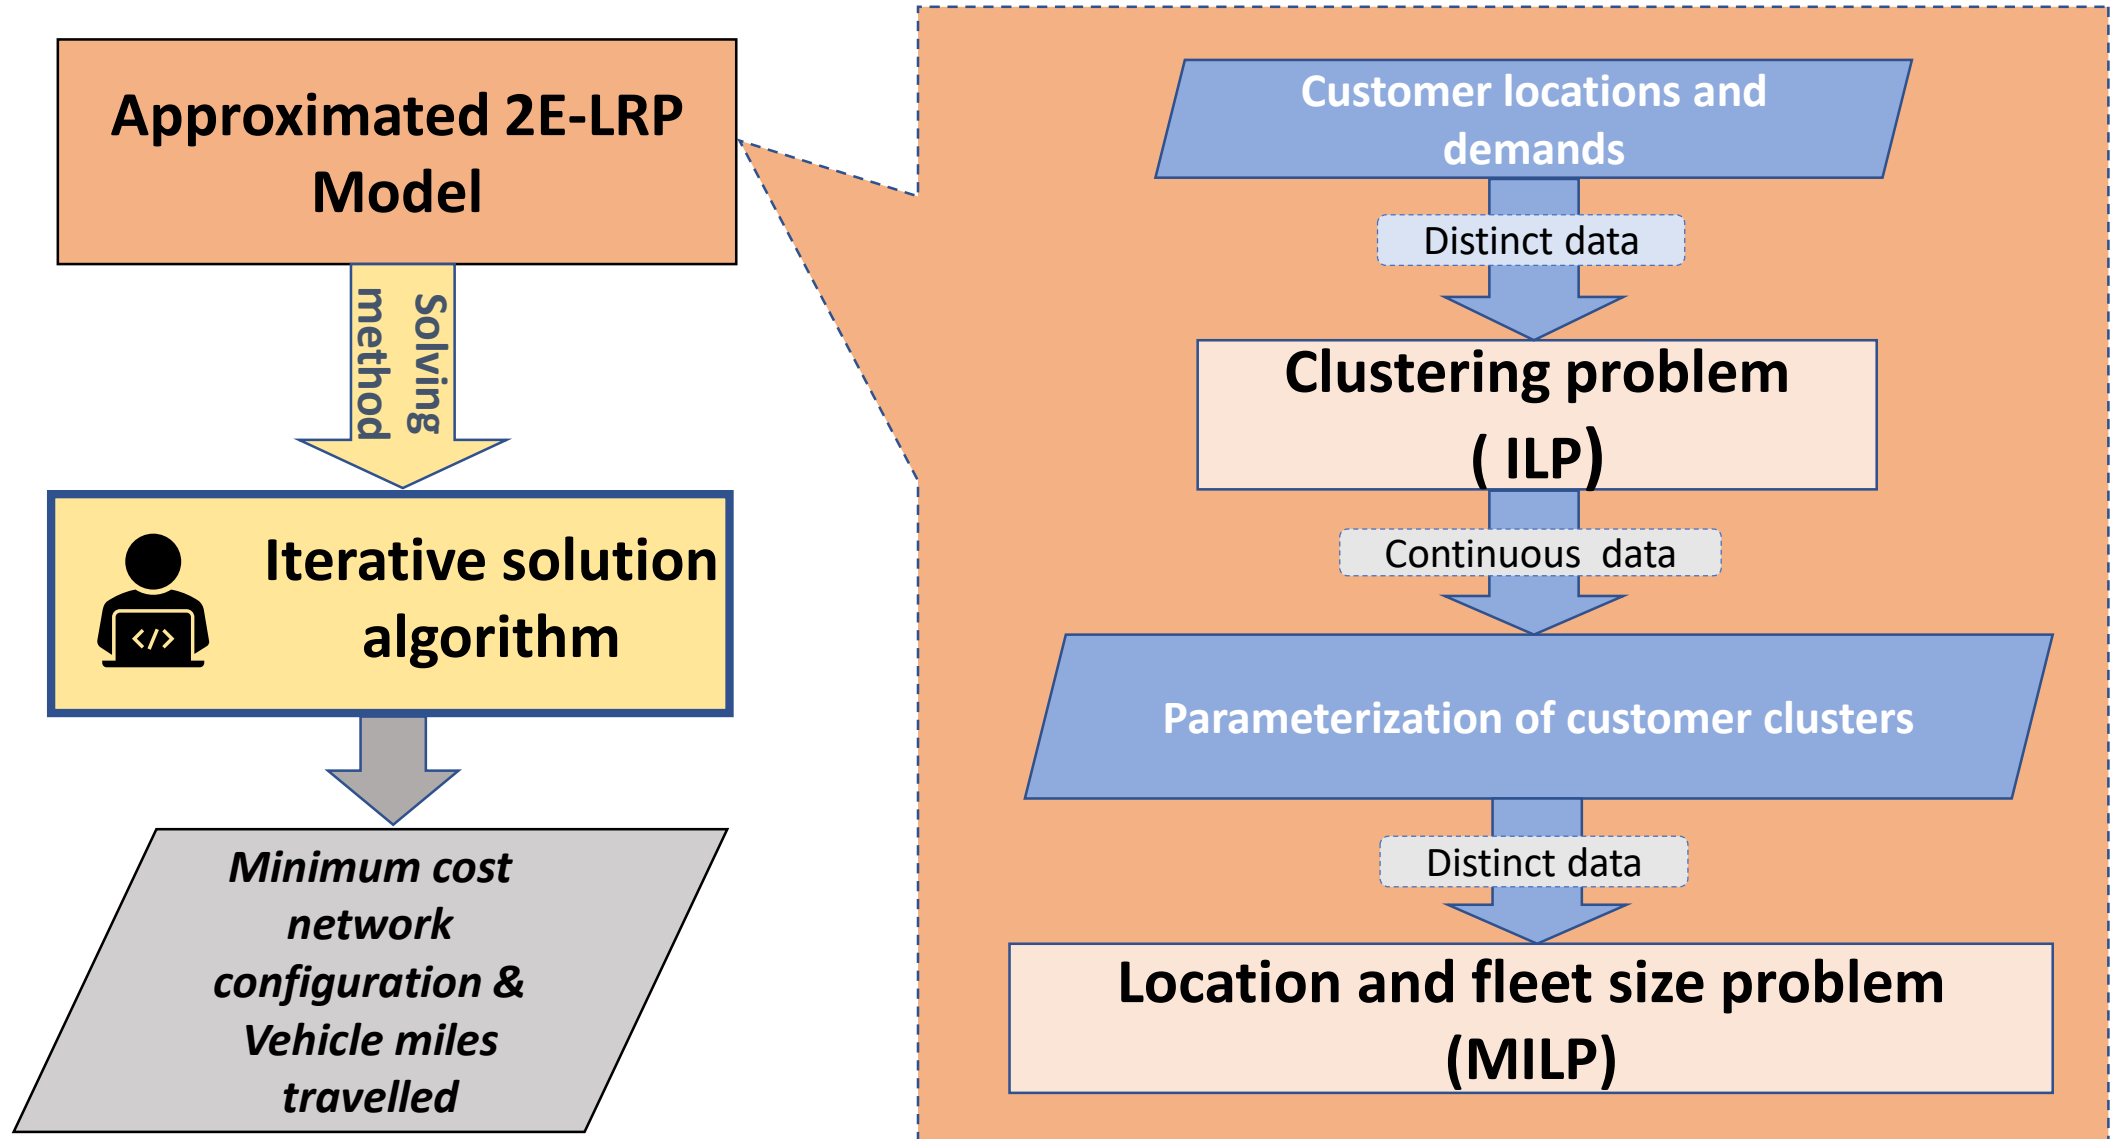 Approximated 2E-LRP
Model
Solving
method
Iterative solution
algorithm
</>
Minimum cost
network
configuration &
Vehicle miles
travelled
Customer locations and
demands
Distinct data
Clustering problem
( ILP)
Continuous data
Parameterization of customer clusters
Distinct data
Location and fleet size problem
(MILP)